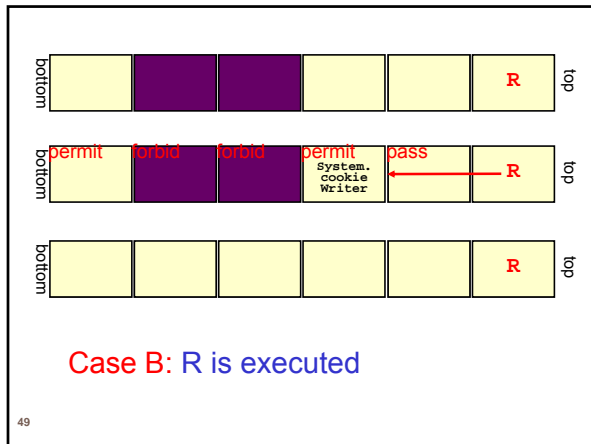 bottom
R
top
bottom
permit forbid forbid permit pass
System.
cookie
Writer
R
top
bottom
R
top
Case B: R is executed
49